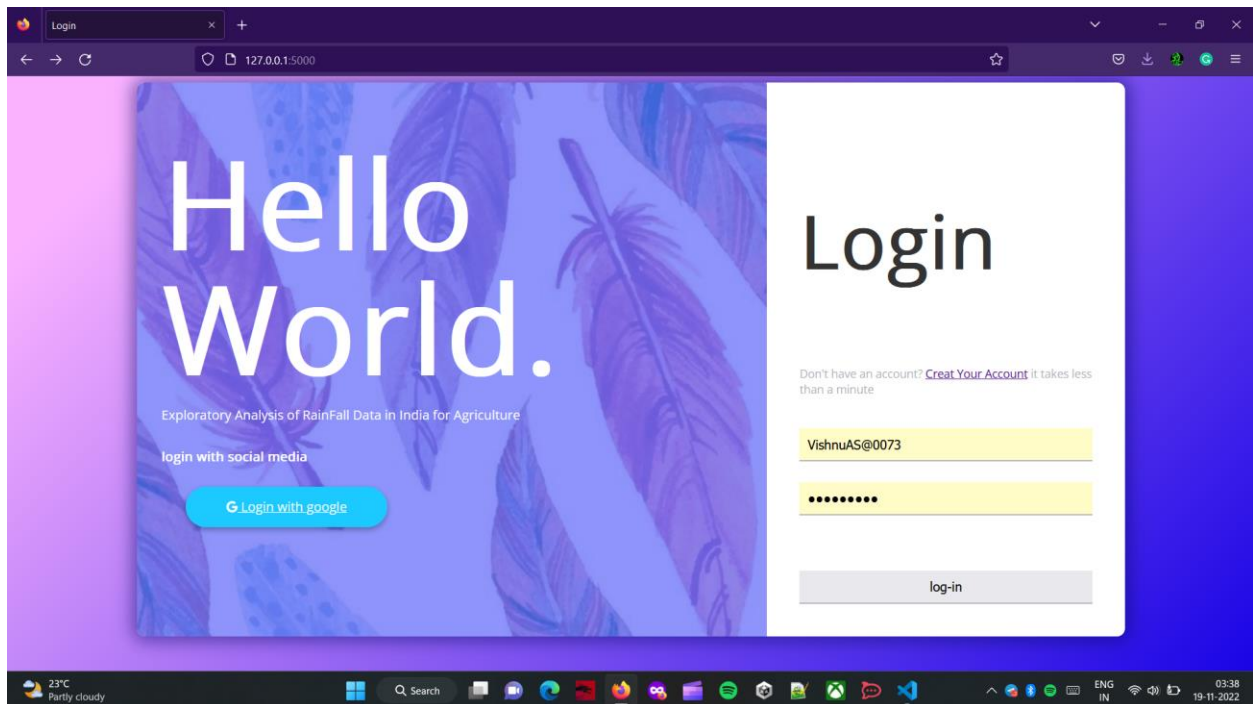 Login
127.0.0.1:5000
Hello
World.
Exploratory Analysis of RainFall Data in India for Agriculture
login with social media
G Login with google
Login
Don't have an account? Creat Your Account it takes less
than a minute
VishnuAS@0073
•••••••••
log-in
23°C
Partly cloudy
Search
ENG
IN
03:38
19-11-2022